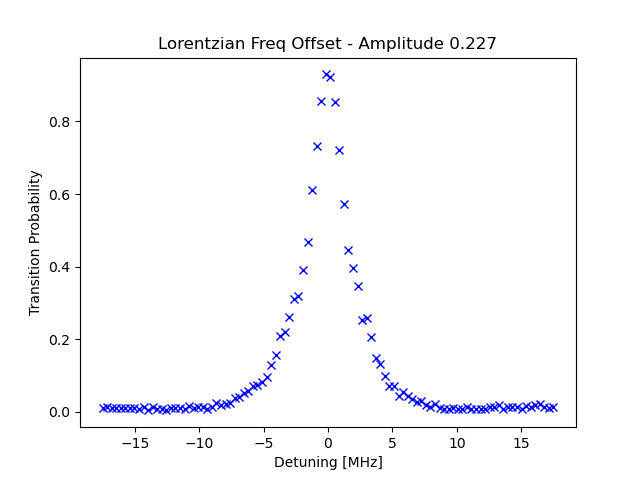 Lorentzian Freq Offset - Amplitude 0.227
Transition Probability
0.8
0.6
0.4
0.2
0.0
−15 −10 −5 0 5 10 15
Detuning [MHz]